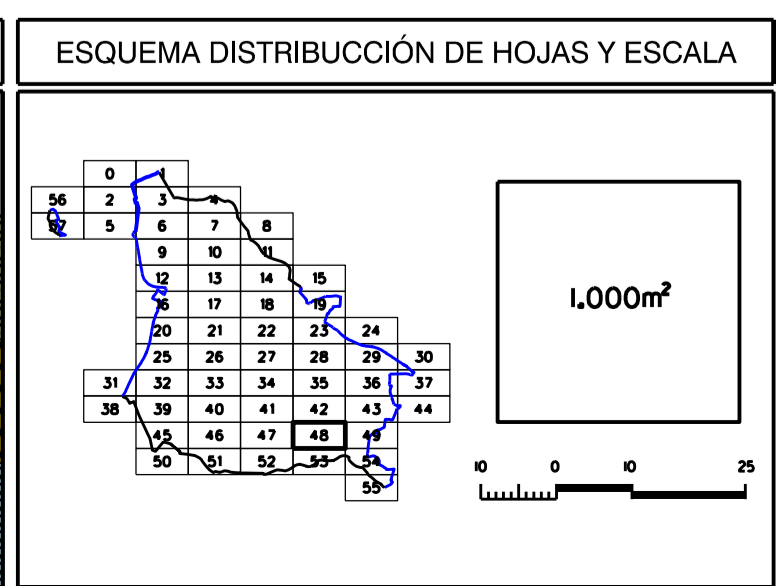 ESQUEMA DISTRIBUCCIÓN DE HOJAS Y ESCALA
0 1
56 2 3 4
57 5 6 7 8
9 10 11
12 13 14 15
16 17 18 19
20 21 22 23 24
25 26 27 28 29 30
31 32 33 34 35 36 37
38 39 40 41 42 43 44
45 46 47 48 49
50 51 52 53 54
55
1.000m²
10 0 10 25